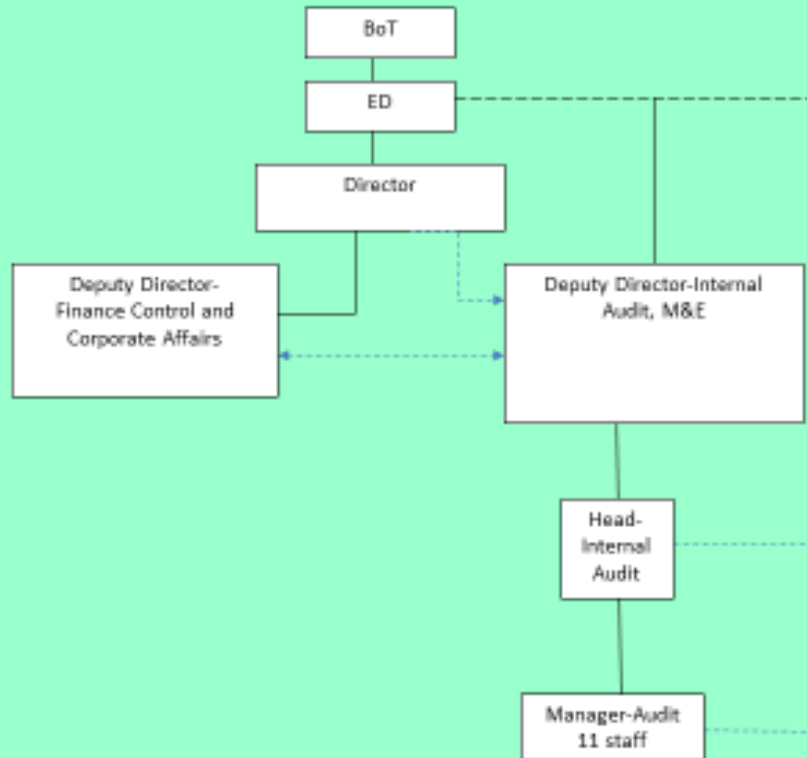 BoT
ED
Director
Deputy Director-
Finance Control and
Corporate Affairs
Deputy Director-Internal
Audit, M&E
Head-
Internal
Audit
Manager-Audit
11 staff